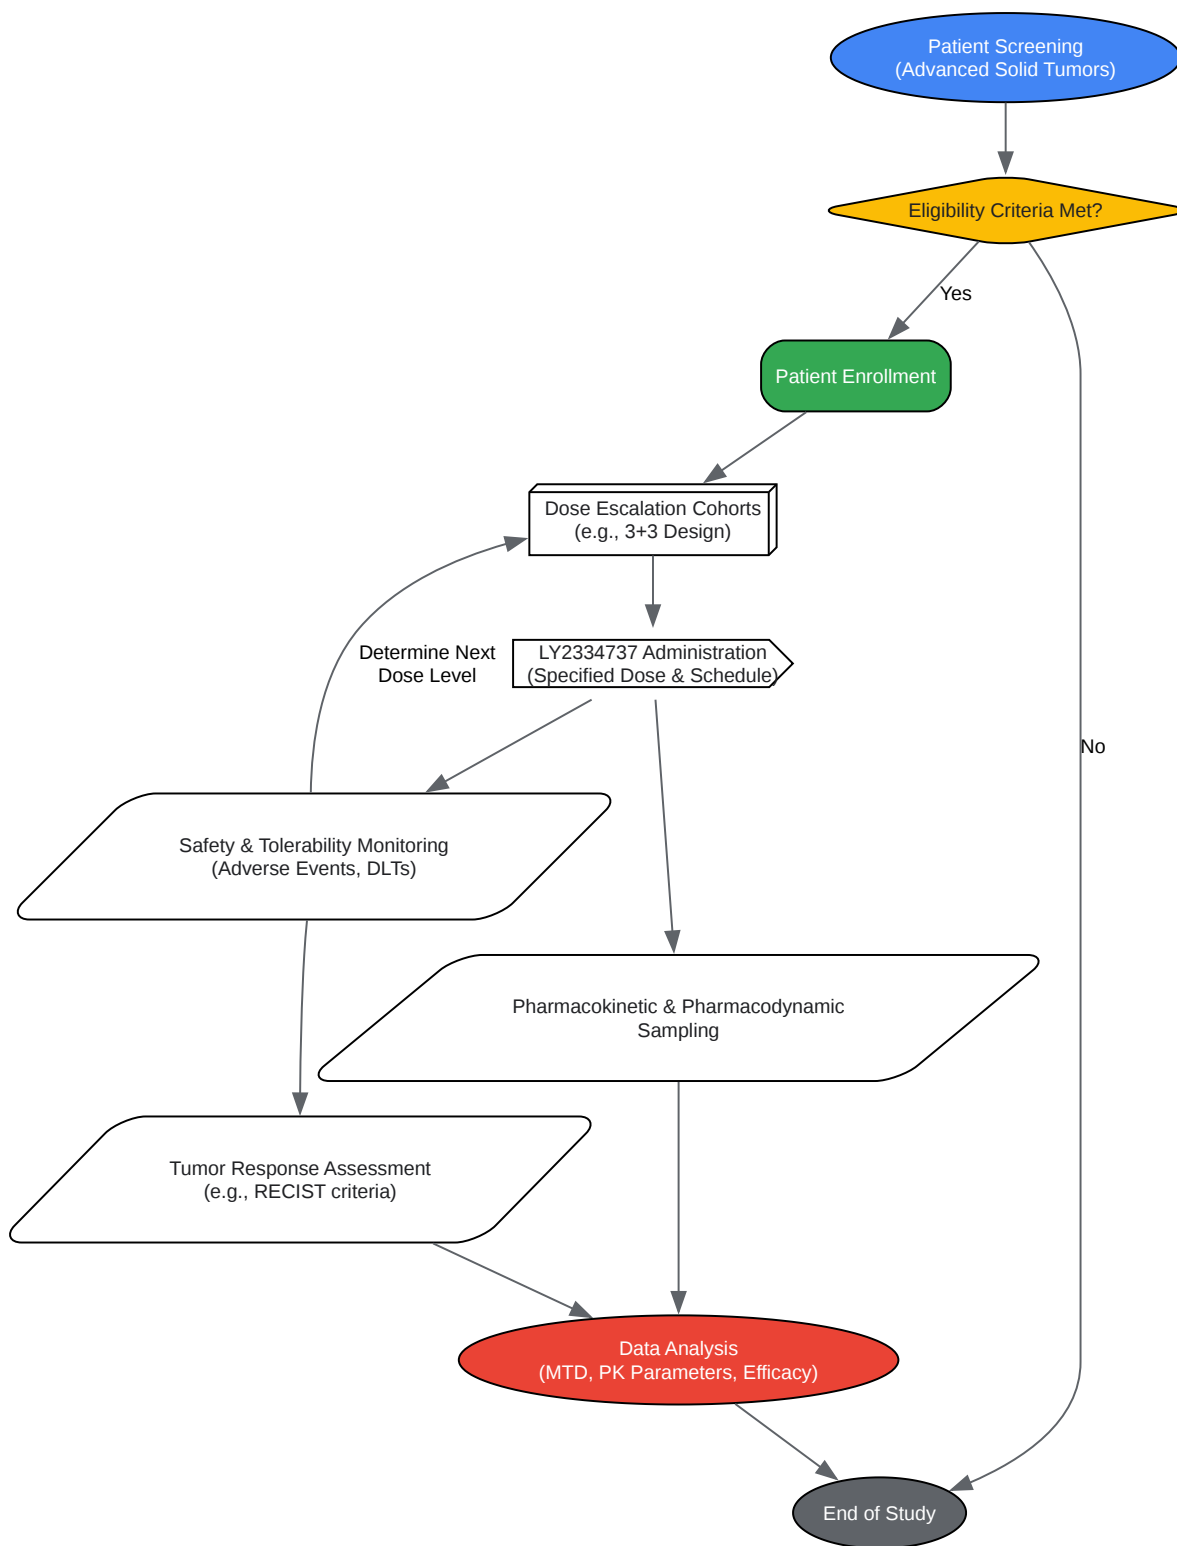 Patient Screening
(Advanced Solid Tumors)
Eligibility Criteria Met?
Yes
Patient Enrollment
Dose Escalation Cohorts
(e.g., 3+3 Design)
Determine Next
Dose Level
LY2334737 Administration
(Specified Dose & Schedule)
No
Safety & Tolerability Monitoring
(Adverse Events, DLTs)
Pharmacokinetic & Pharmacodynamic
Sampling
Tumor Response Assessment
(e.g., RECIST criteria)
Data Analysis
(MTD, PK Parameters, Efficacy)
End of Study